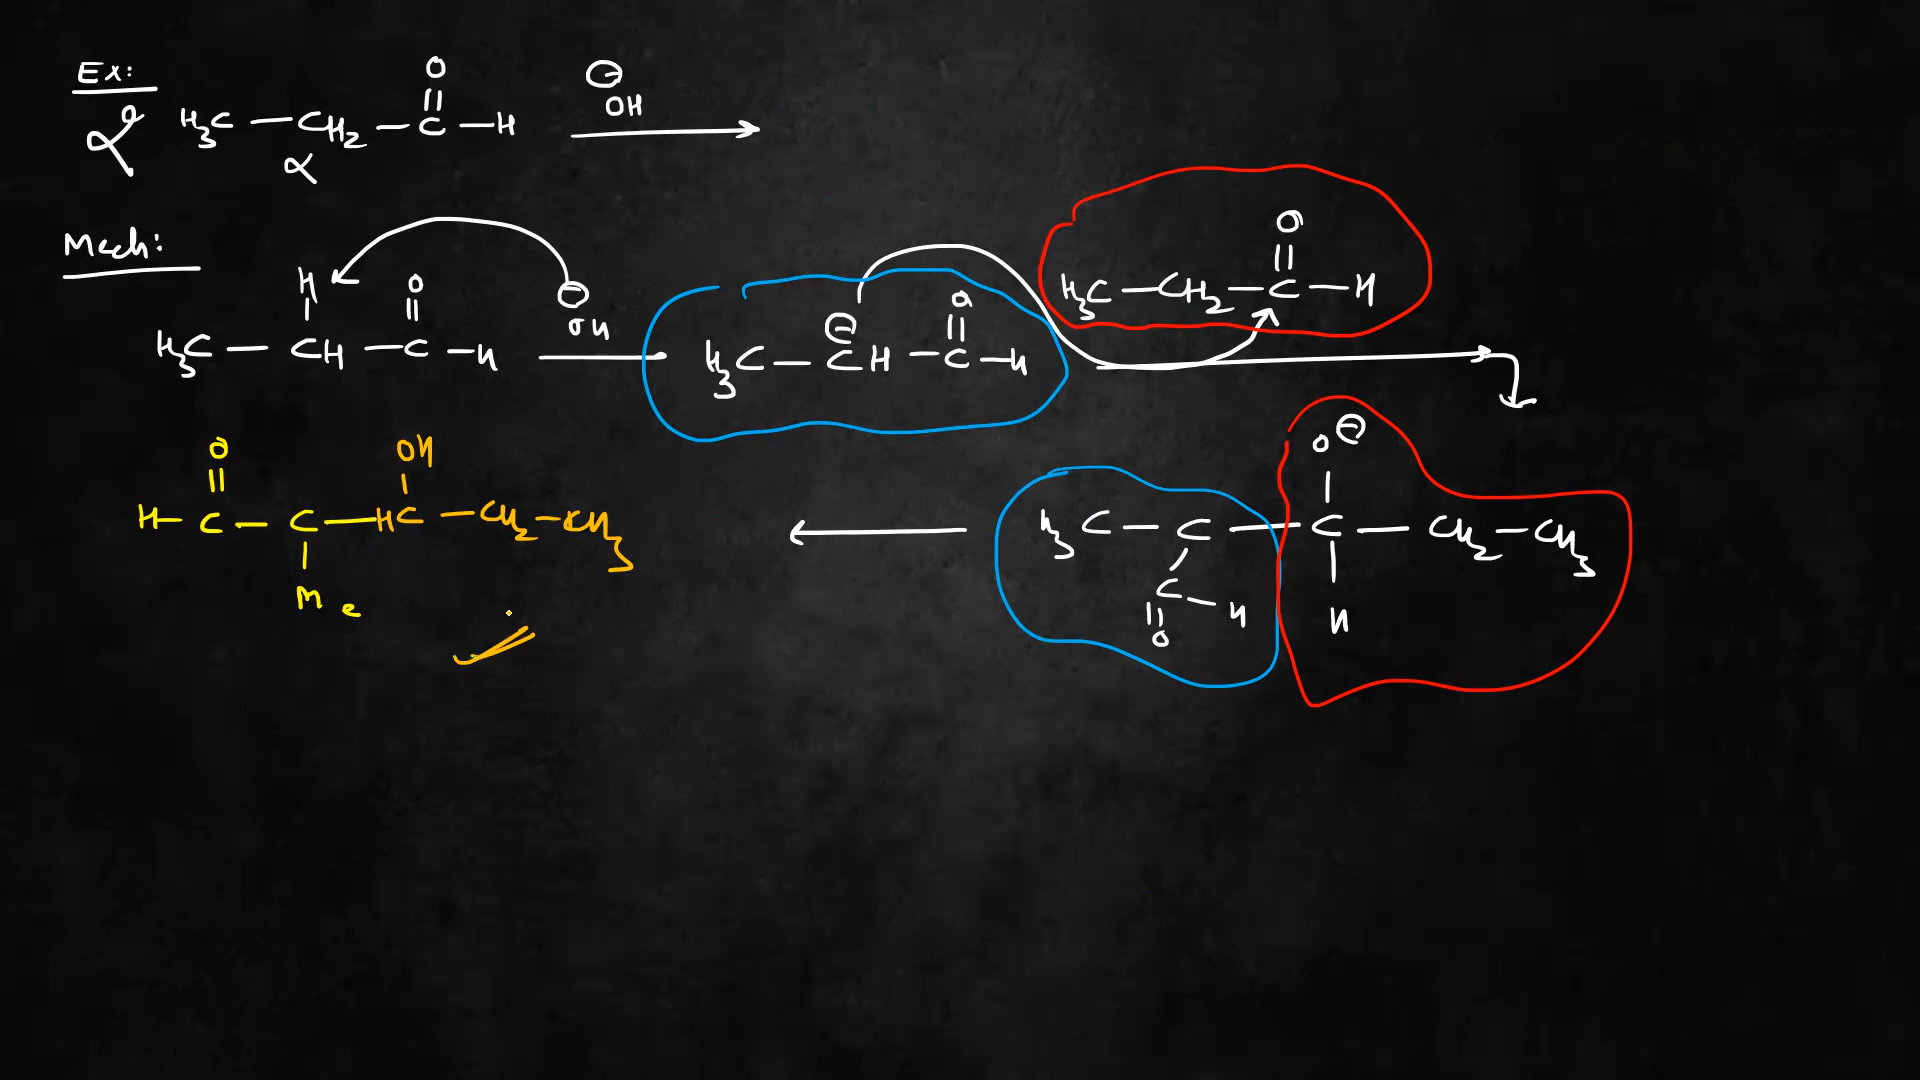 Ex:
O
⊖
OH
α H3C — CH2 — C — H
α
Mech:
O
H3C — CH2 — C — H
H
O
⊖
OH
H3C — CH — C — H
⊖
O
H3C — CH — C — H
O
OH
O⊖
H — C — C — HC — CH2 — CH3
Me
H3C — C — C — CH2 — CH3
C — H
O
H